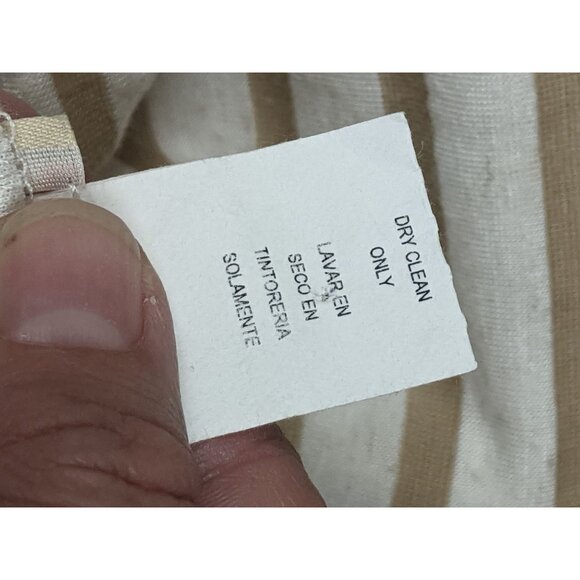 DRY CLEAN
ONLY
LAVAR EN
SECO EN
TINTORERIA
SOLAMENTE